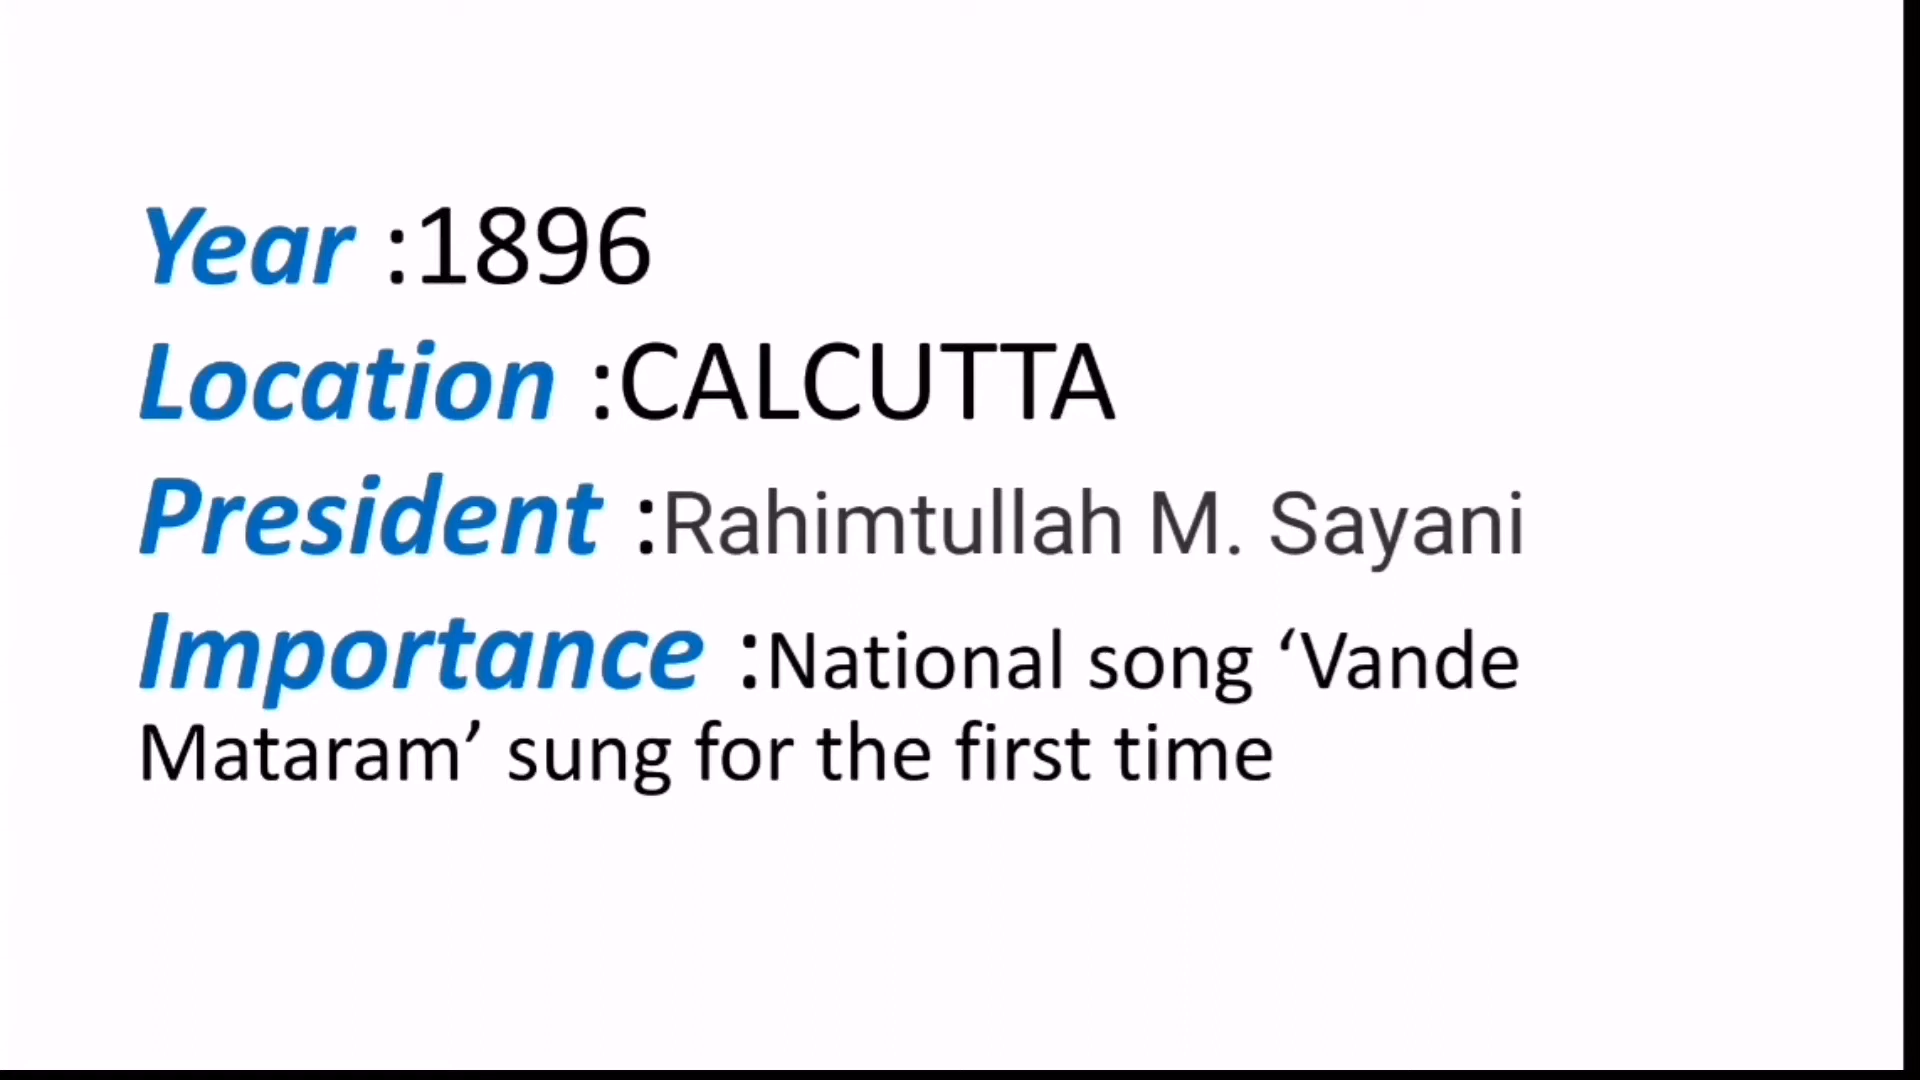 Year :1896
Location :CALCUTTA
President :Rahimtullah M. Sayani
Importance :National song ‘Vande
Mataram’ sung for the first time